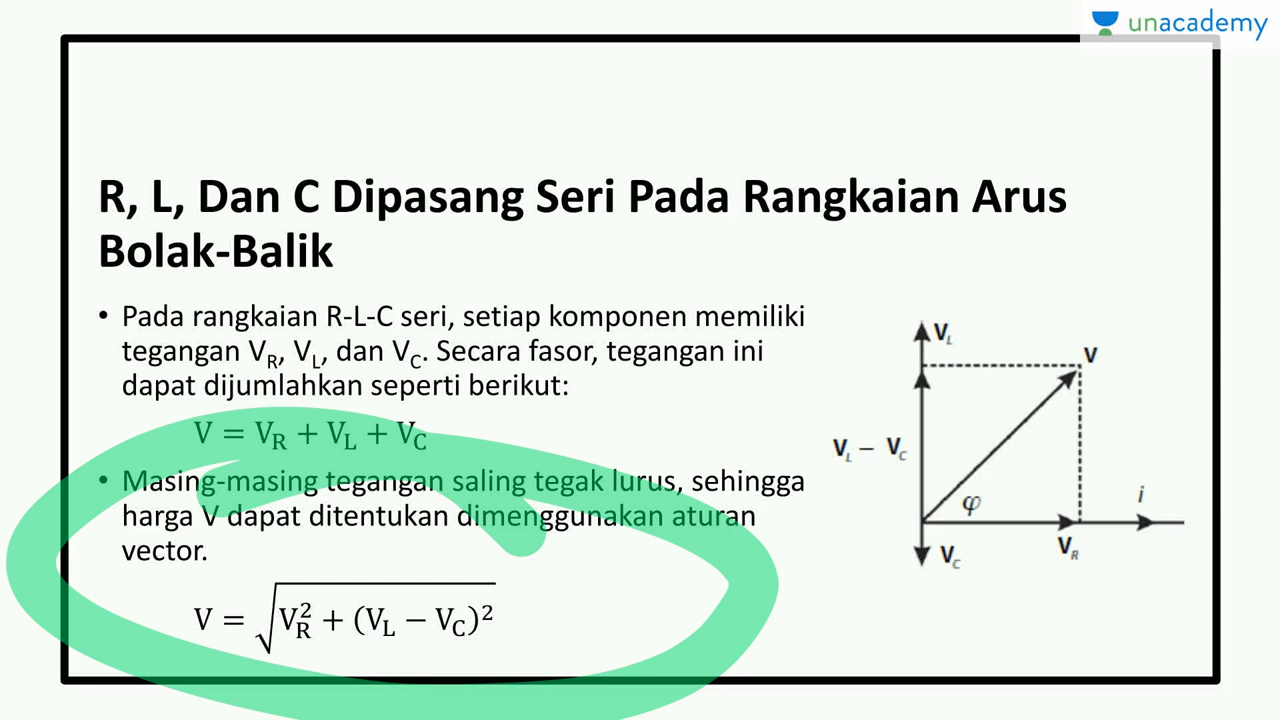 unacademy
R, L, Dan C Dipasang Seri Pada Rangkaian Arus
Bolak-Balik
• Pada rangkaian R-L-C seri, setiap komponen memiliki
tegangan V_R, V_L, dan V_C. Secara fasor, tegangan ini
dapat dijumlahkan seperti berikut:
V = V_R + V_L + V_C
• Masing-masing tegangan saling tegak lurus, sehingga
harga V dapat ditentukan dimenggunakan aturan
vector.
V = √(V_R² + (V_L − V_C)²)
V_L
V
V_L − V_C
φ
i
V_C
V_R